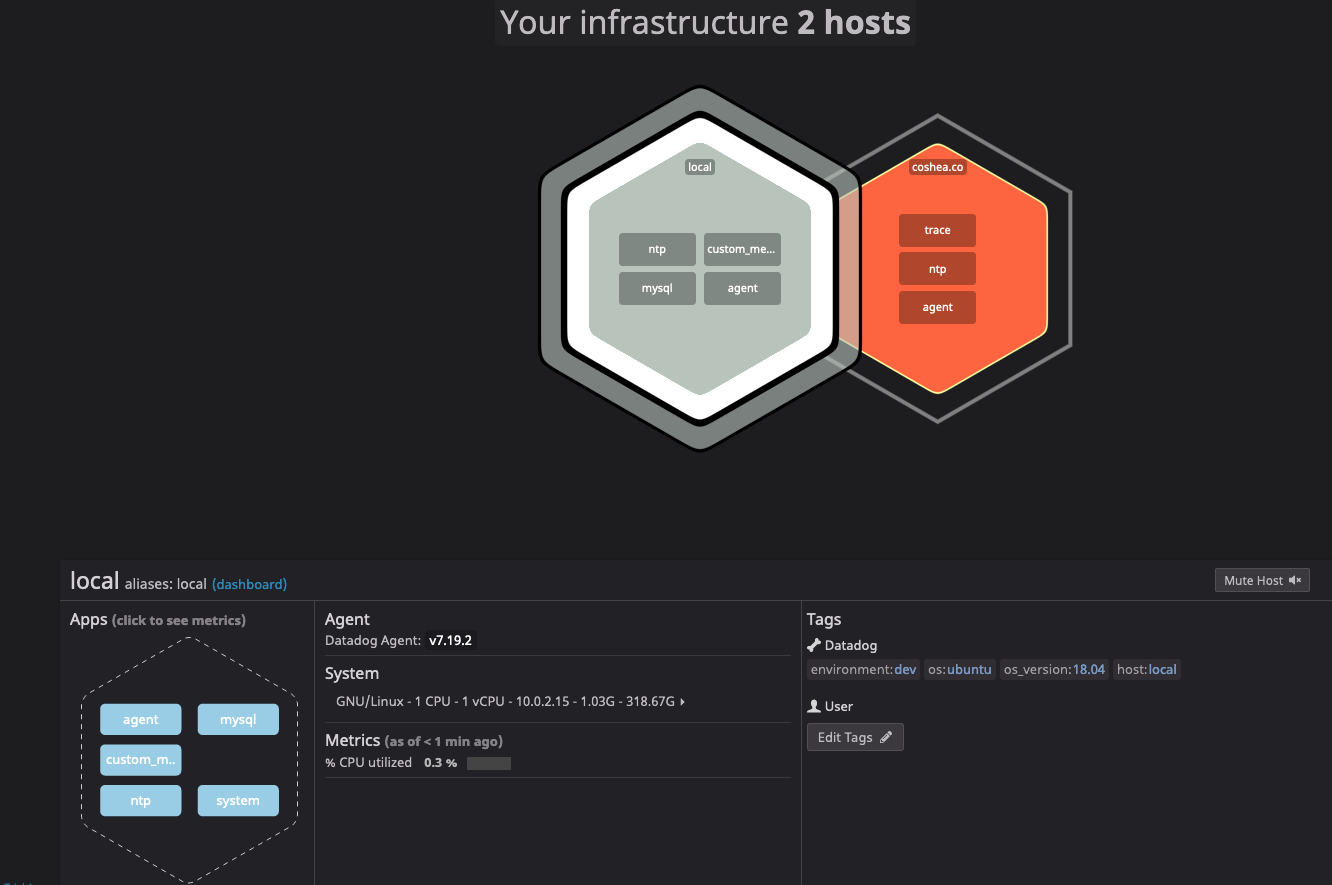 Your infrastructure 2 hosts
local
ntp custom_me...
mysql agent
coshea.co
trace
ntp
agent
local aliases: local (dashboard)
Mute Host
Apps (click to see metrics)
agent mysql
custom_m..
ntp system
Agent
Datadog Agent: v7.19.2
System
GNU/Linux - 1 CPU - 1 vCPU - 10.0.2.15 - 1.03G - 318.67G
Metrics (as of < 1 min ago)
% CPU utilized 0.3 %
Tags
Datadog
environment:dev os:ubuntu os_version:18.04 host:local
User
Edit Tags